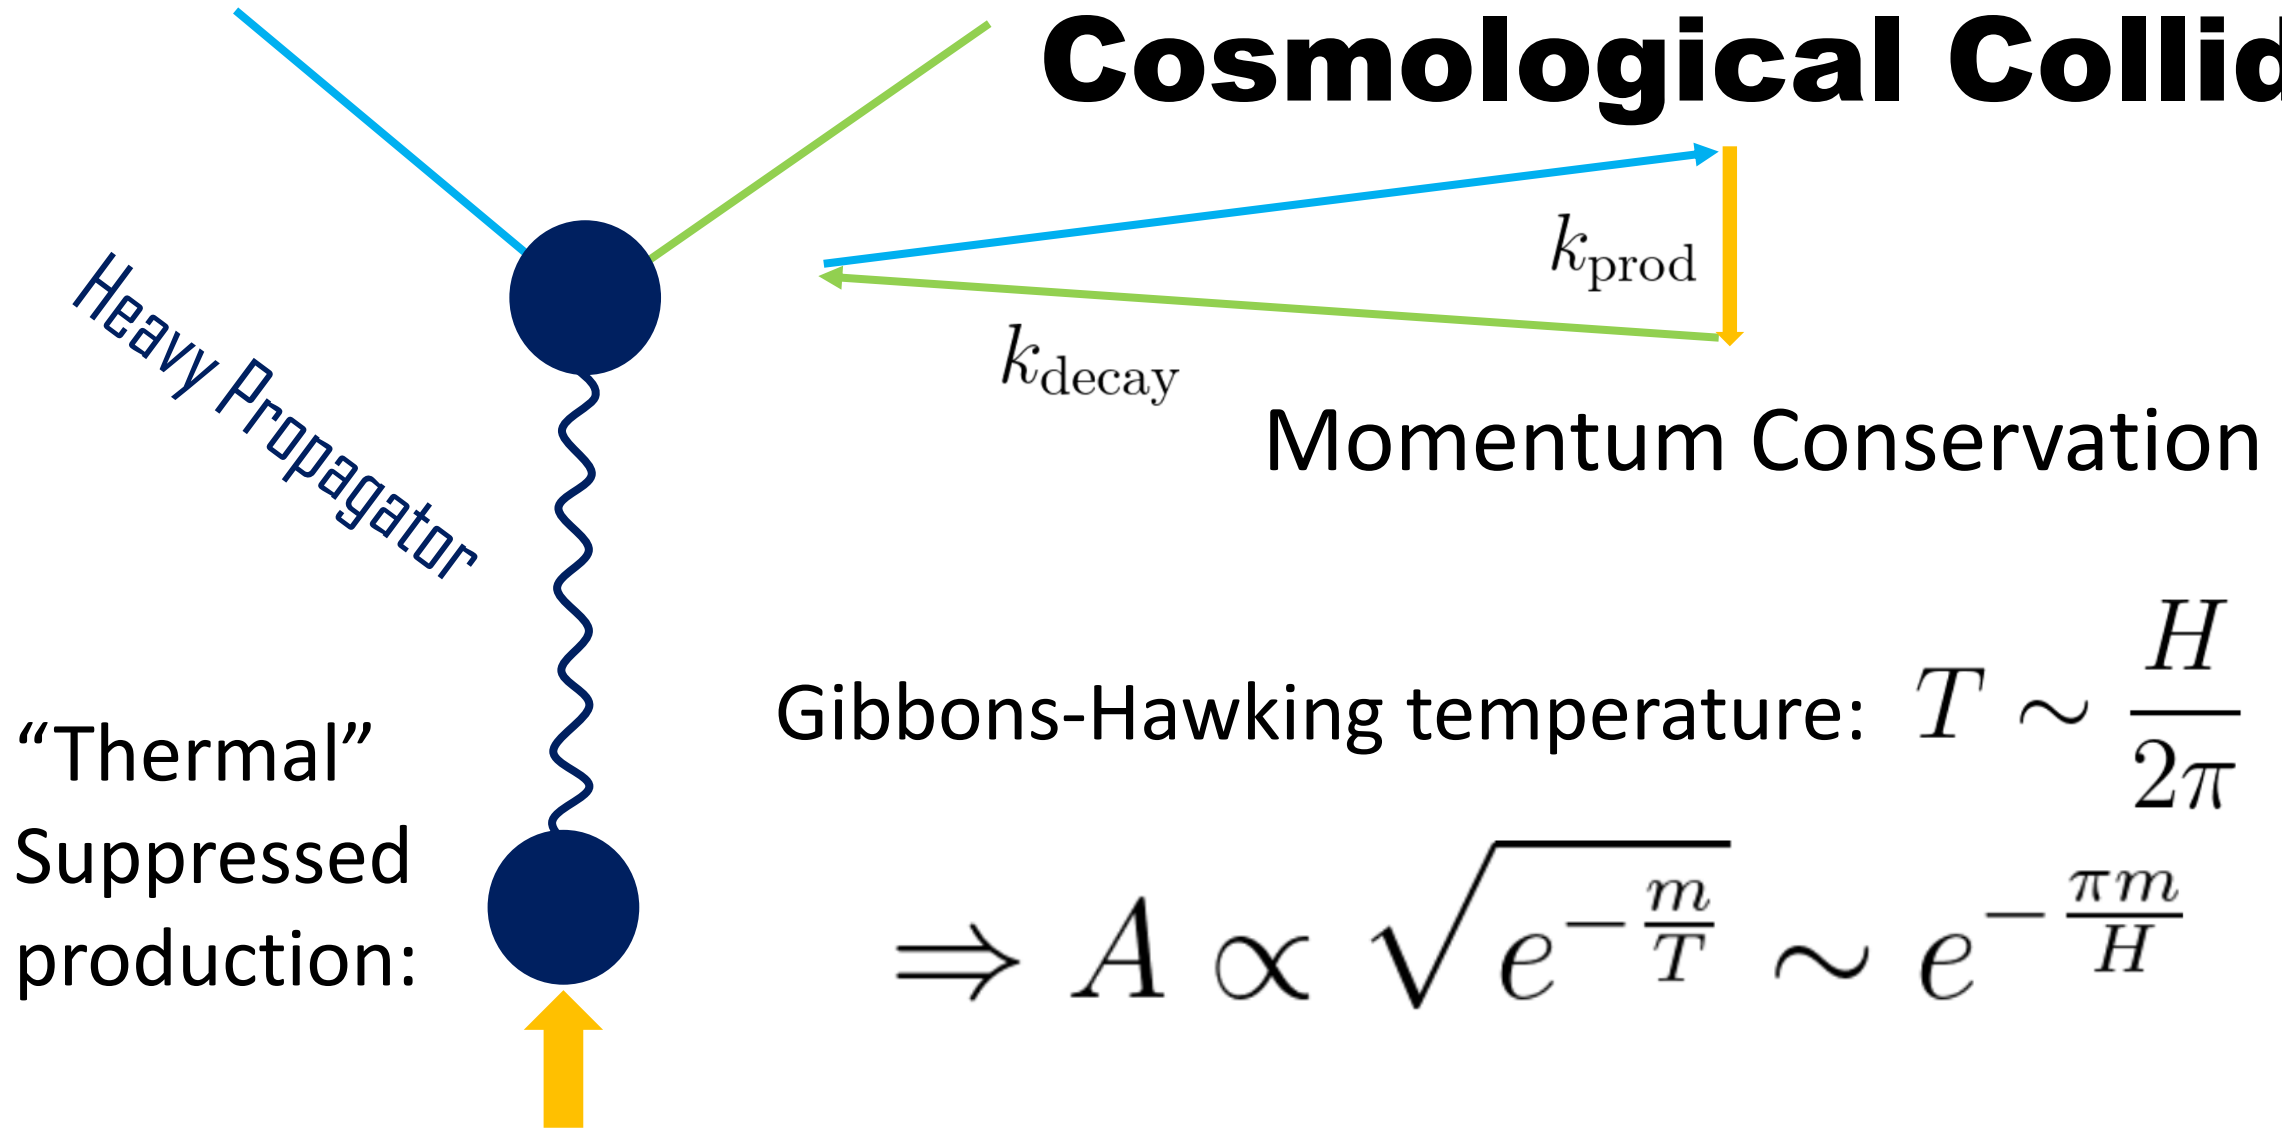 Cosmological Collid
k_prod
k_decay
Momentum Conservation
Heavy Propagator
Gibbons-Hawking temperature: T ∼ H/2π
“Thermal”
Suppressed
production:
⇒ A ∝ √(e^{-m/T}) ∼ e^{-πm/H}